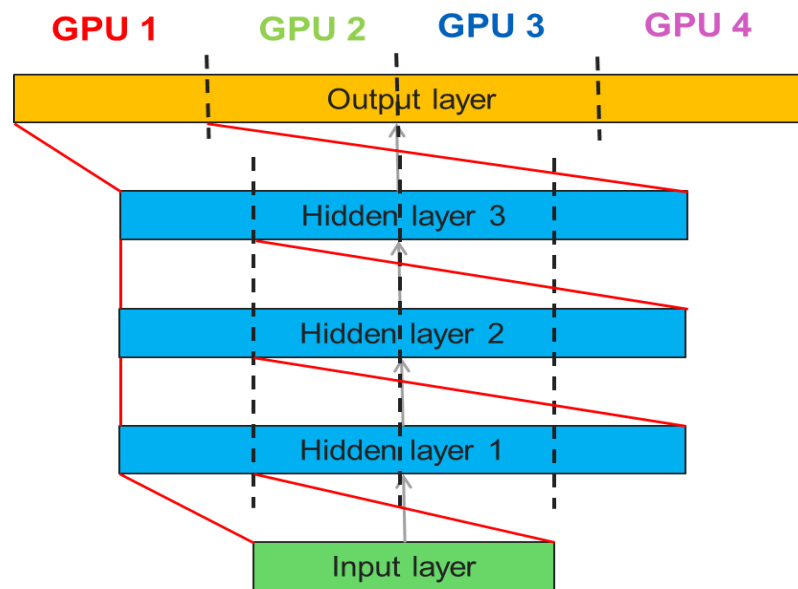 GPU 1 GPU 2 GPU 3 GPU 4
Output layer
Hidden layer 3
Hidden layer 2
Hidden layer 1
Input layer